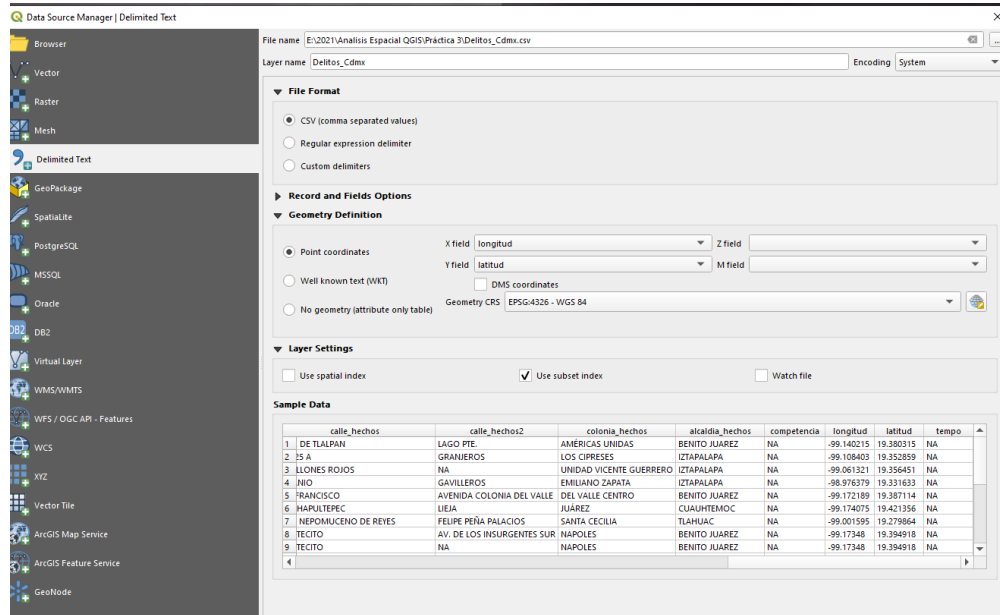 Data Source Manager | Delimited Text
Browser
Vector
Raster
Mesh
Delimited Text
GeoPackage
SpatiaLite
PostgreSQL
MSSQL
Oracle
DB2 DB2
Virtual Layer
WMS/WMTS
WFS / OGC API - Features
WCS
XYZ
Vector Tile
ArcGIS Map Service
ArcGIS Feature Service
GeoNode
File name E:\2021\Analisis Espacial QGIS\Práctica 3\Delitos_Cdmx.csv ...
Layer name Delitos_Cdmx Encoding System
File Format
CSV (comma separated values)
Regular expression delimiter
Custom delimiters
Record and Fields Options
Geometry Definition
Point coordinates
Well known text (WKT)
No geometry (attribute only table)
X field longitud Z field
Y field latitud M field
DMS coordinates
Geometry CRS EPSG:4326 - WGS 84
Layer Settings
Use spatial index Use subset index Watch file
Sample Data
calle_hechos calle_hechos2 colonia_hechos alcaldia_hechos competencia longitud latitud tempo
1 DE TLALPAN LAGO PTE. AMÉRICAS UNIDAS BENITO JUAREZ NA -99.140215 19.380315 NA
2 25 A GRANJEROS LOS CIPRESES IZTAPALAPA NA -99.108403 19.352859 NA
3 LLONES ROJOS NA UNIDAD VICENTE GUERRERO IZTAPALAPA NA -99.061321 19.356451 NA
4 NIO GAVILLEROS EMILIANO ZAPATA IZTAPALAPA NA -98.976379 19.331633 NA
5 FRANCISCO AVENIDA COLONIA DEL VALLE DEL VALLE CENTRO BENITO JUAREZ NA -99.172189 19.387114 NA
6 HAPULTEPEC LIEJA JUÁREZ CUAUHTEMOC NA -99.174075 19.421356 NA
7 NEPOMUCENO DE REYES FELIPE PEÑA PALACIOS SANTA CECILIA TLAHUAC NA -99.001595 19.279864 NA
8 TECITO AV. DE LOS INSURGENTES SUR NAPOLES BENITO JUAREZ NA -99.17348 19.394918 NA
9 TECITO NA NAPOLES BENITO JUAREZ NA -99.17348 19.394918 NA